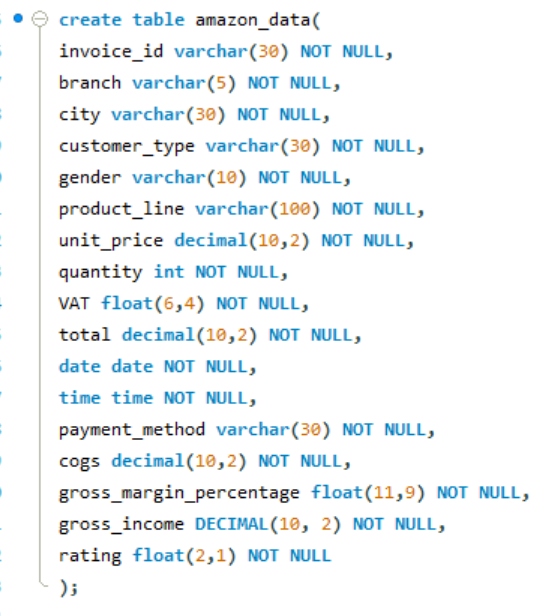 create table amazon_data(
invoice_id varchar(30) NOT NULL,
branch varchar(5) NOT NULL,
city varchar(30) NOT NULL,
customer_type varchar(30) NOT NULL,
gender varchar(10) NOT NULL,
product_line varchar(100) NOT NULL,
unit_price decimal(10,2) NOT NULL,
quantity int NOT NULL,
VAT float(6,4) NOT NULL,
total decimal(10,2) NOT NULL,
date date NOT NULL,
time time NOT NULL,
payment_method varchar(30) NOT NULL,
cogs decimal(10,2) NOT NULL,
gross_margin_percentage float(11,9) NOT NULL,
gross_income DECIMAL(10, 2) NOT NULL,
rating float(2,1) NOT NULL
);